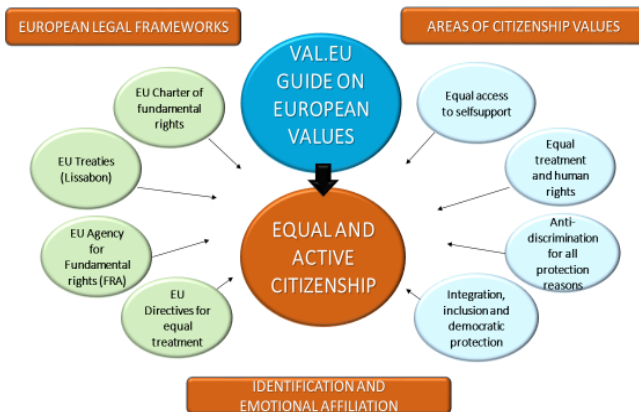 EUROPEAN LEGAL FRAMEWORKS
AREAS OF CITIZENSHIP VALUES
VAL.EU
GUIDE ON
EUROPEAN
VALUES
EU Charter of
fundamental
rights
EU Treaties
(Lissabon)
EU Agency
for
Fundamental
rights (FRA)
EU
Directives for
equal
treatment
EQUAL AND
ACTIVE
CITIZENSHIP
Equal access
to selfsupport
Equal
treatment
and human
rights
Anti-
discrimination
for all
protection
reasons
Integration,
inclusion and
democratic
protection
IDENTIFICATION AND
EMOTIONAL AFFILIATION